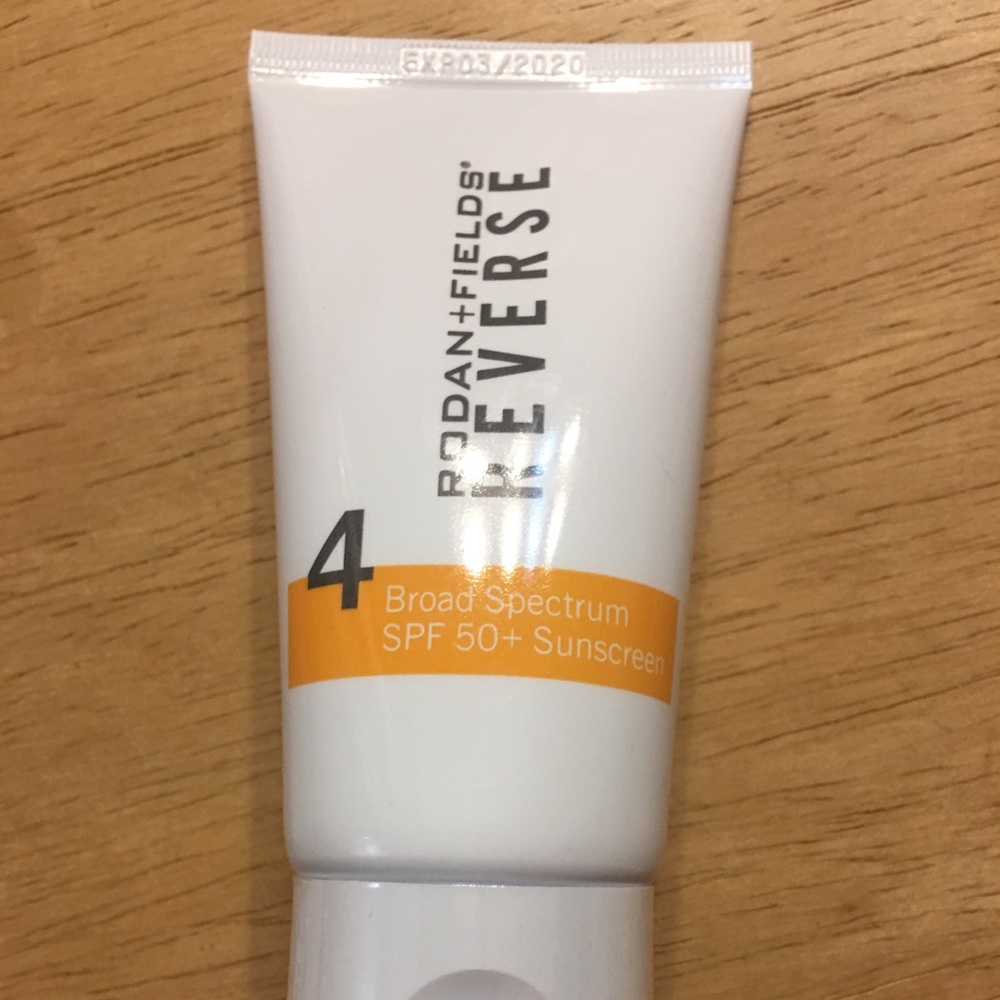 EXP03/2020
RODAN+FIELDS®
REVERSE
4
Broad Spectrum
SPF 50+ Sunscreen